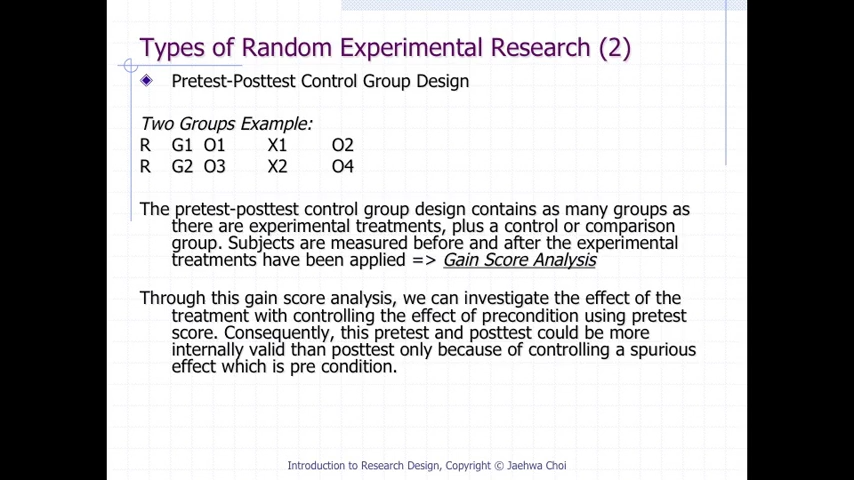 Types of Random Experimental Research (2)
Pretest-Posttest Control Group Design
Two Groups Example:
R G1 O1 X1 O2
R G2 O3 X2 O4
The pretest-posttest control group design contains as many groups as
there are experimental treatments, plus a control or comparison
group. Subjects are measured before and after the experimental
treatments have been applied => Gain Score Analysis
Through this gain score analysis, we can investigate the effect of the
treatment with controlling the effect of precondition using pretest
score. Consequently, this pretest and posttest could be more
internally valid than posttest only because of controlling a spurious
effect which is pre condition.
Introduction to Research Design, Copyright © Jaehwa Choi